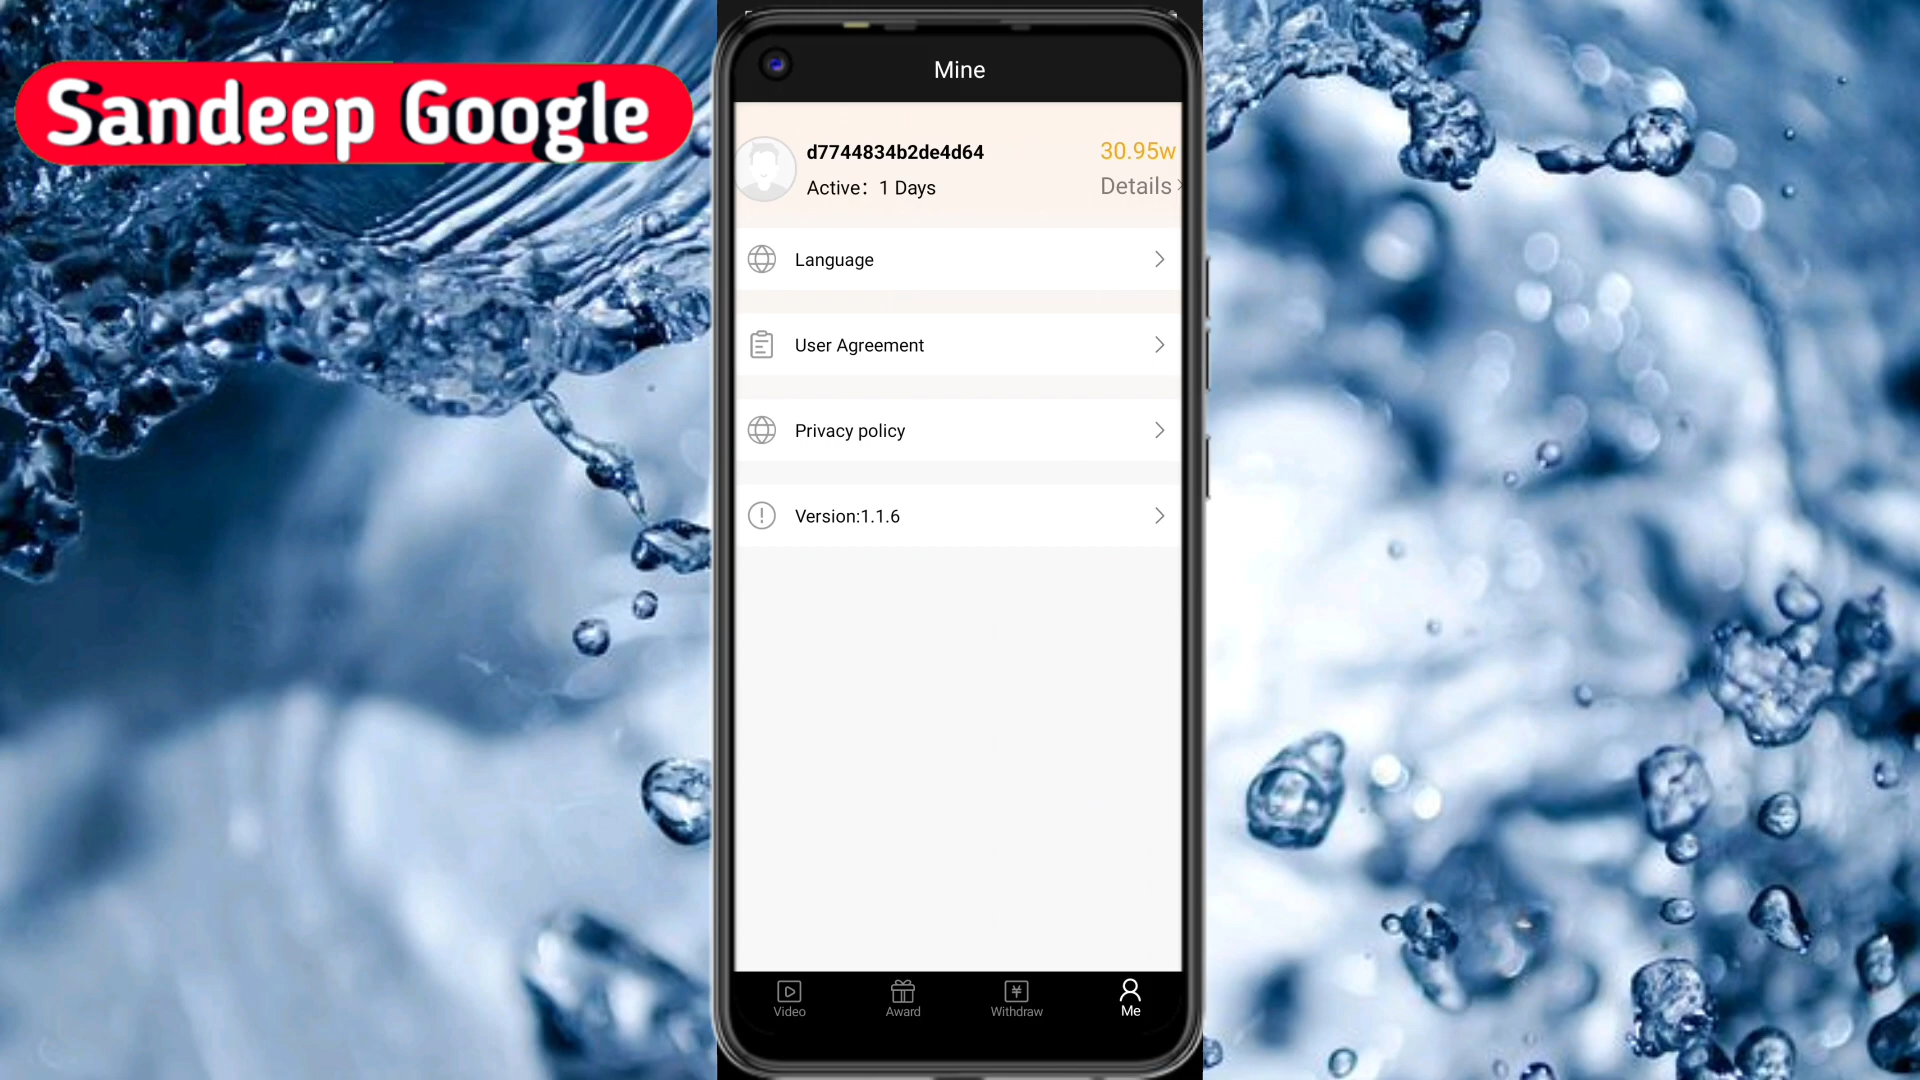 Sandeep Google
Mine
d7744834b2de4d64
30.95w
Active: 1 Days
Details
Language
User Agreement
Privacy policy
Version:1.1.6
Video
Award
Withdraw
Me